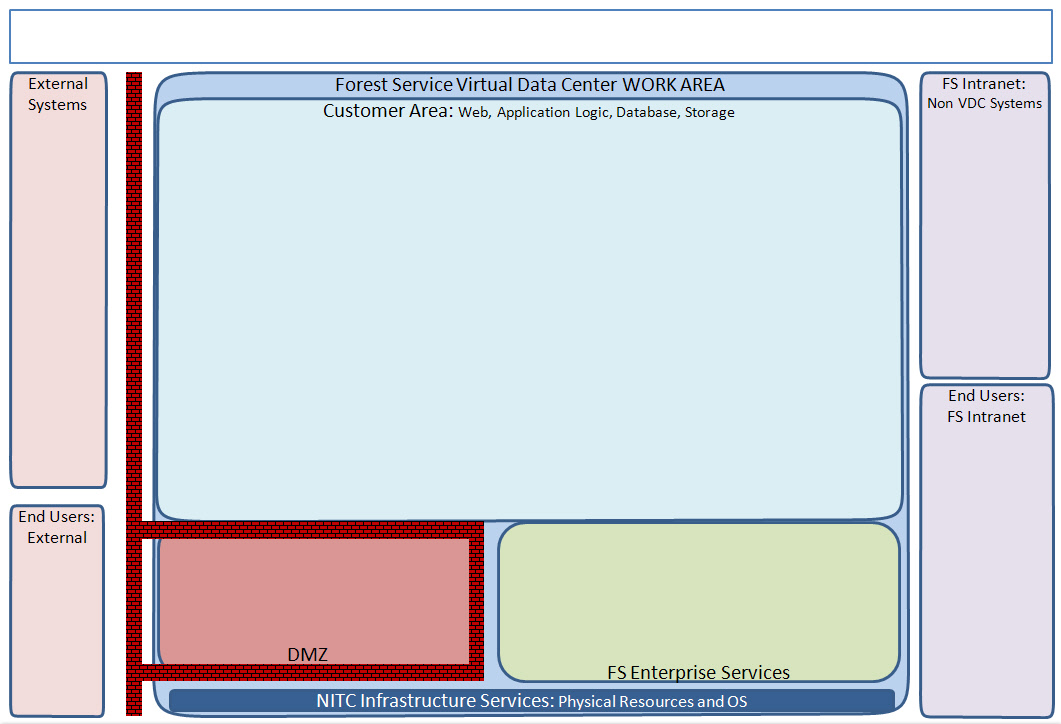 External
Systems
Forest Service Virtual Data Center WORK AREA
Customer Area: Web, Application Logic, Database, Storage
FS Intranet:
Non VDC Systems
End Users:
FS Intranet
End Users:
External
DMZ
FS Enterprise Services
NITC Infrastructure Services: Physical Resources and OS